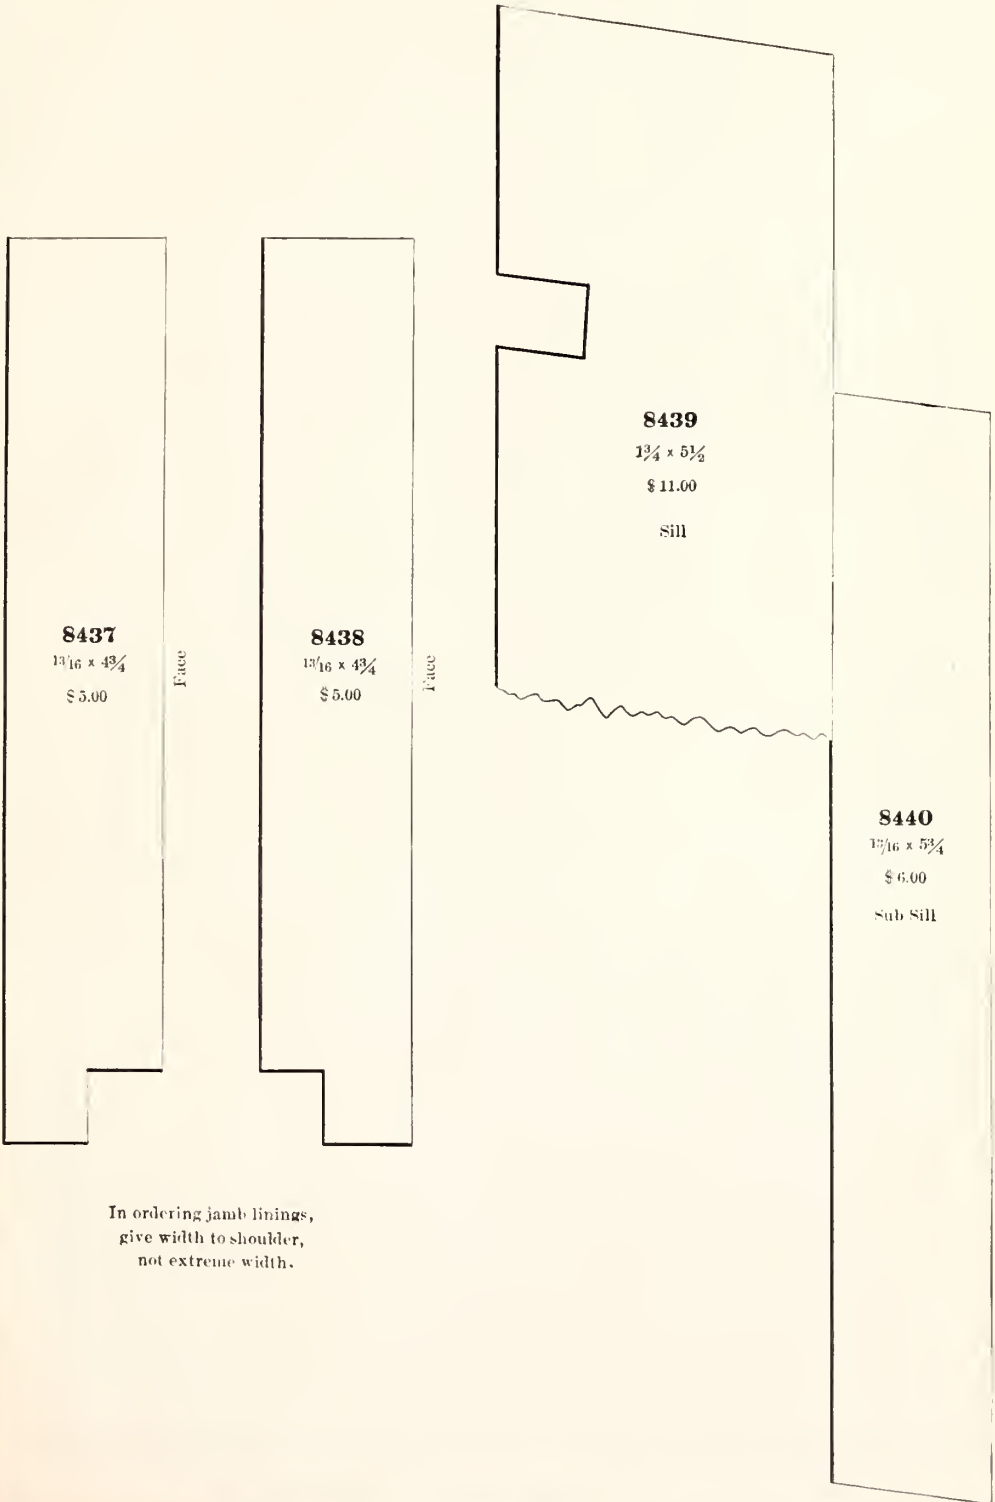 8437
13/16 x 4¾
$5.00
Face
8438
13/16 x 4¾
$5.00
Face
8439
1¾ x 5½
$11.00
Sill
8440
13/16 x 5¾
$6.00
Sub Sill
In ordering jamb linings,
give width to shoulder,
not extreme width.